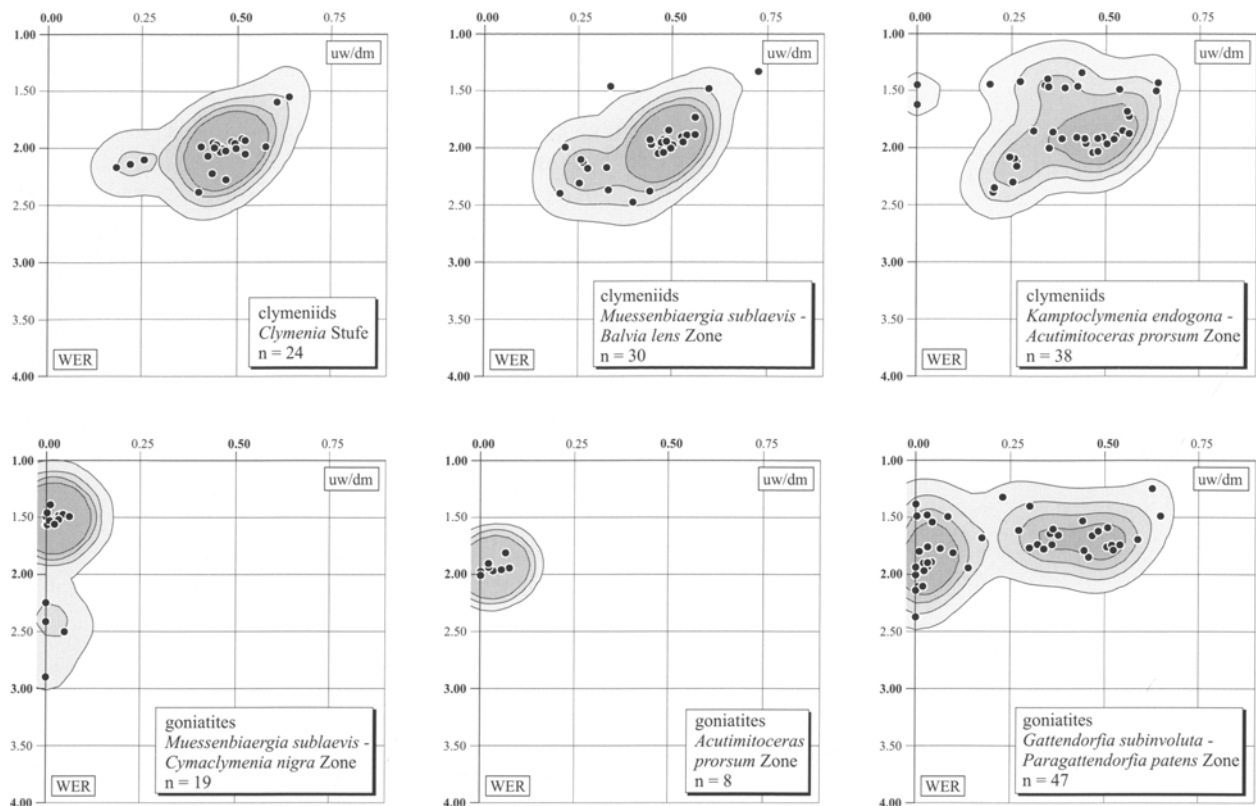 0.00 0.25 0.50 0.75
1.00
1.50
2.00
2.50
3.00
3.50
4.00
uw/dm
WER
clymeniids
Clymenia Stufe
n = 24
0.00 0.25 0.50 0.75
1.00
1.50
2.00
2.50
3.00
3.50
4.00
uw/dm
WER
clymeniids
Muessenbiaergia sublaevis -
Balvia lens Zone
n = 30
0.00 0.25 0.50 0.75
1.00
1.50
2.00
2.50
3.00
3.50
4.00
uw/dm
WER
clymeniids
Kamptoclymenia endogona -
Acutimitoceras prorsum Zone
n = 38
0.00 0.25 0.50 0.75
1.00
1.50
2.00
2.50
3.00
3.50
4.00
uw/dm
WER
goniatites
Muessenbiaergia sublaevis -
Cymaclymenia nigra Zone
n = 19
0.00 0.25 0.50 0.75
1.00
1.50
2.00
2.50
3.00
3.50
4.00
uw/dm
WER
goniatites
Acutimitoceras
prorsum Zone
n = 8
0.00 0.25 0.50 0.75
1.00
1.50
2.00
2.50
3.00
3.50
4.00
uw/dm
WER
goniatites
Gattendorfia subinvoluta -
Paragattendorfia patens Zone
n = 47